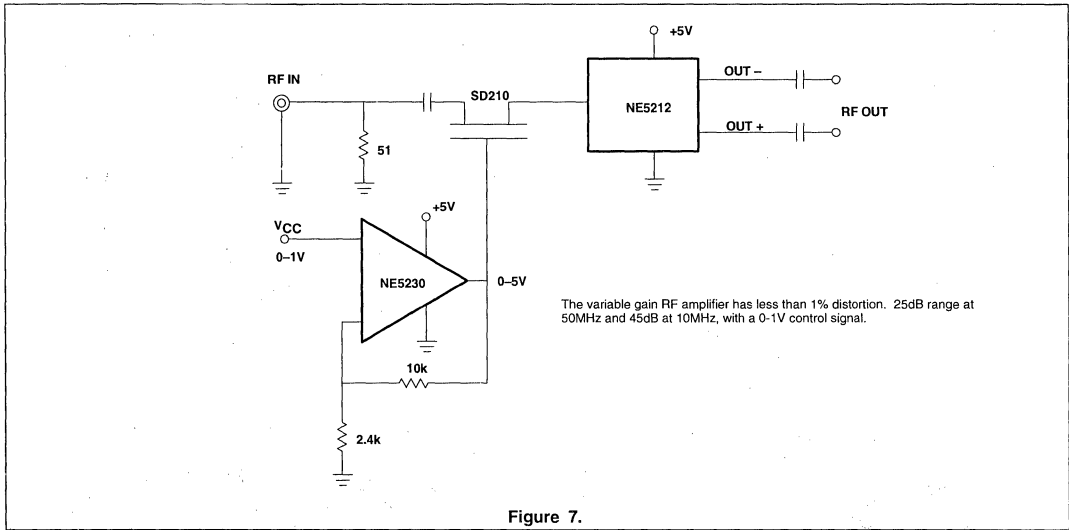 +5V
RF IN
OUT –
SD210
NE5212
RF OUT
OUT +
51
+5V
VCC
0–1V
NE5230
0–5V
The variable gain RF amplifier has less than 1% distortion. 25dB range at
50MHz and 45dB at 10MHz, with a 0-1V control signal.
10k
2.4k
Figure 7.